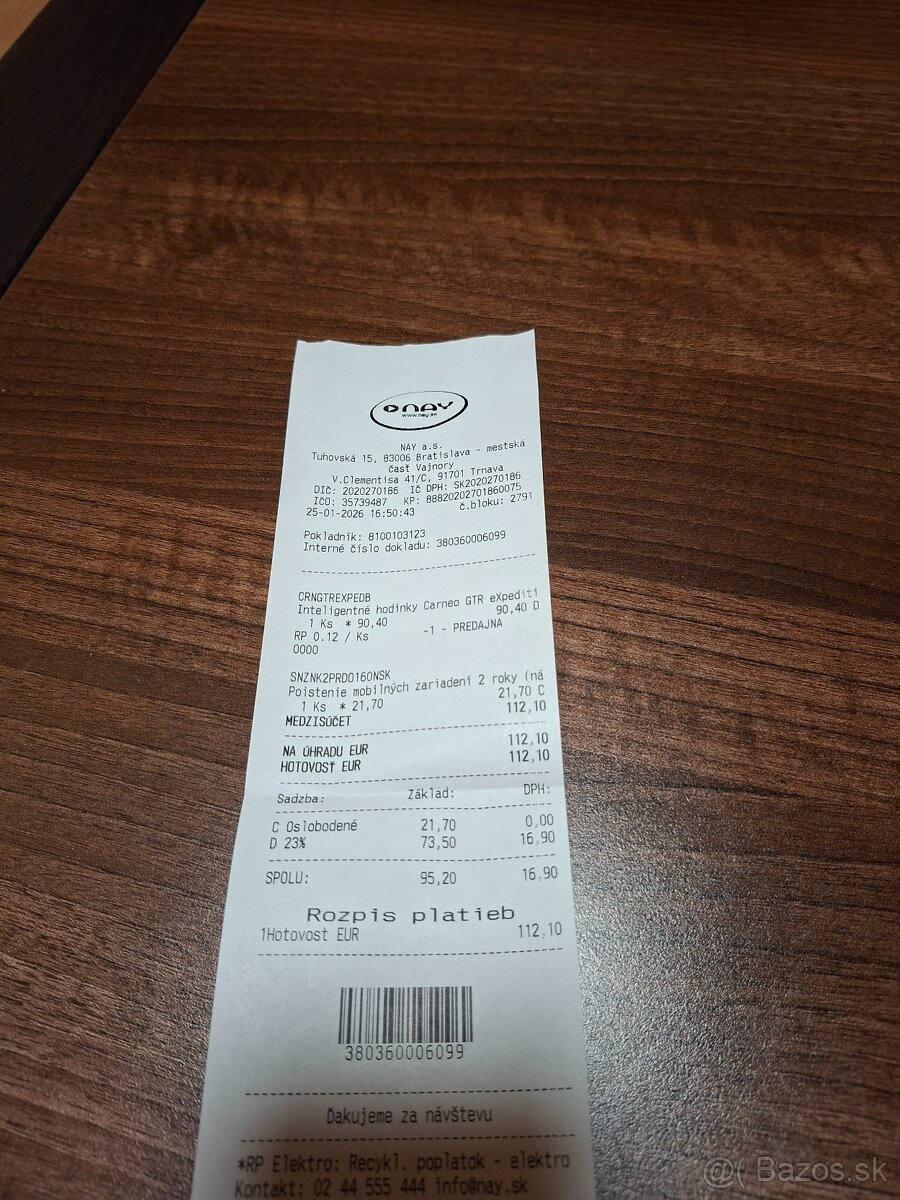 NAY
www.nay.sk
NAY a.s.
Tuhovská 15, 83006 Bratislava - mestská
časť Vajnory
V.Clementisa 41/C, 91701 Trnava
DIČ: 2020270186 IČ DPH: SK2020270186
IČO: 35739487 KP: 88820202701860075
25-01-2026 16:50:43 č.bloku: 2791
Pokladník: 8100103123
Interné číslo dokladu: 380360006099
CRNGTREXPEDB
Inteligentné hodinky Carneo GTR eXpediti
1 Ks * 90,40 90,40 D
RP 0.12 / Ks -1 - PREDAJNA
0000
SNZNK2PRD0160NSK
Poistenie mobilných zariadení 2 roky (ná
1 Ks * 21,70 21,70 C
MEDZISÚČET 112,10
NA ÚHRADU EUR 112,10
HOTOVOSŤ EUR 112,10
Sadzba: Základ: DPH:
C Oslobodené 21,70 0,00
D 23% 73,50 16,90
SPOLU: 95,20 16,90
Rozpis platieb
1Hotovosť EUR 112,10
380360006099
Ďakujeme za návštevu
*RP Elektro: Recykl. poplatok - elektro
Kontakt: 02 44 555 444 info@nay.sk
@( Bazos.sk